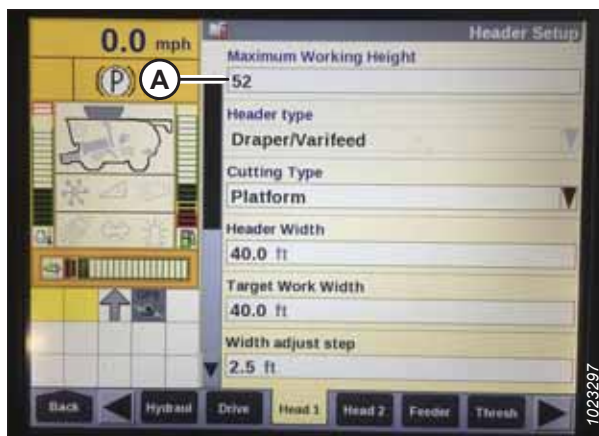 0.0 mph
Header Setup
(P)
A
Maximum Working Height
52
Header type
Draper/Varifeed
Cutting Type
Platform
Header Width
40.0 ft
Target Work Width
40.0 ft
Width adjust step
2.5 ft
Back
Hydraul
Drive
Head 1
Head 2
Feeder
Thresh
1023297